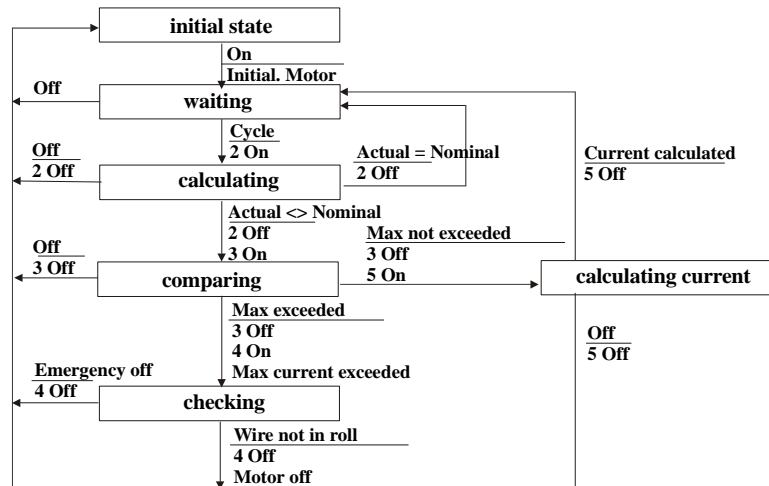 initial state
On
Initial. Motor
Off
waiting
Cycle
2 On
Off
2 Off
Actual = Nominal
2 Off
Current calculated
5 Off
calculating
Actual <> Nominal
2 Off
3 On
Max not exceeded
3 Off
5 On
Off
3 Off
comparing
calculating current
Max exceeded
3 Off
4 On
Max current exceeded
Off
5 Off
Emergency off
4 Off
checking
Wire not in roll
4 Off
Motor off